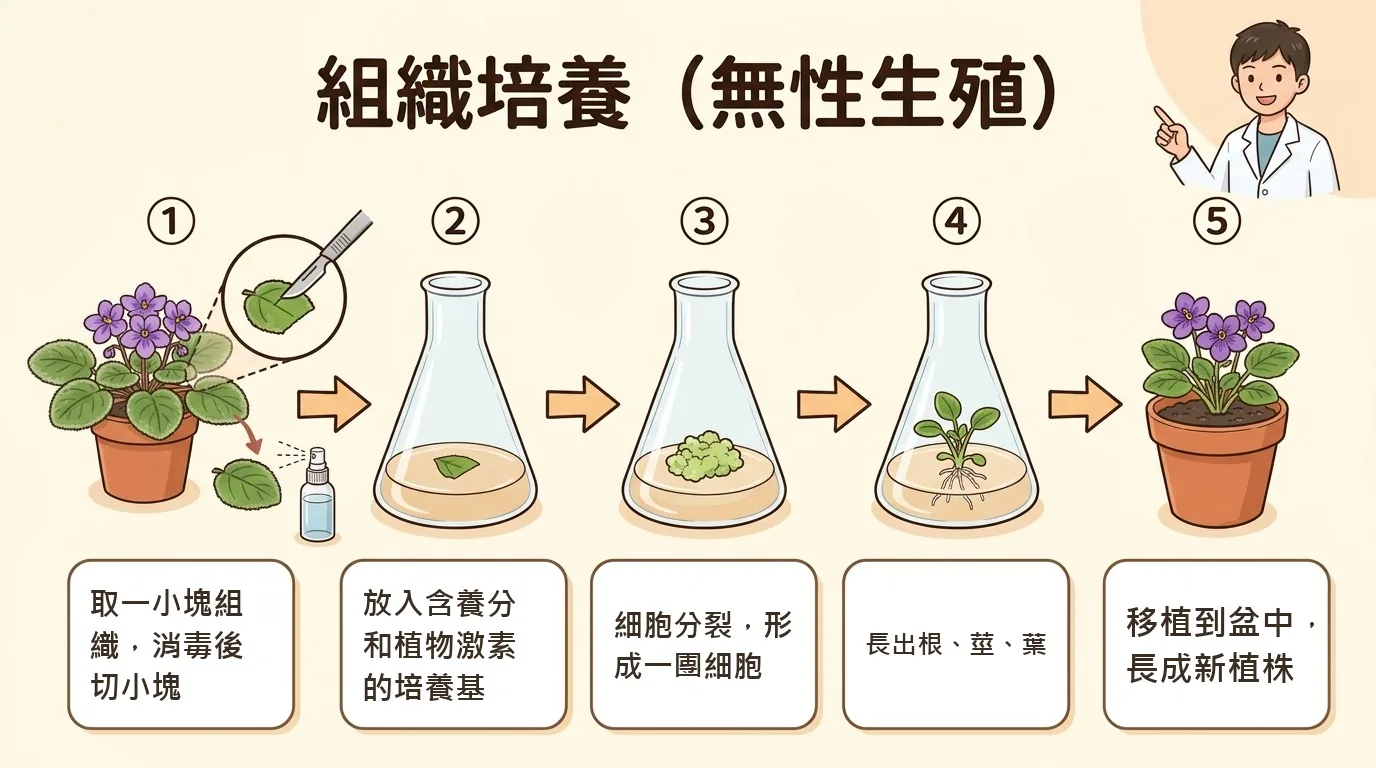 組織培養（無性生殖）
①
②
③
④
⑤
取一小塊組
織，消毒後
切小塊
放入含養分
和植物激素
的培養基
細胞分裂，形
成一團細胞
長出根、莖、葉
移植到盆中，
長成新植株